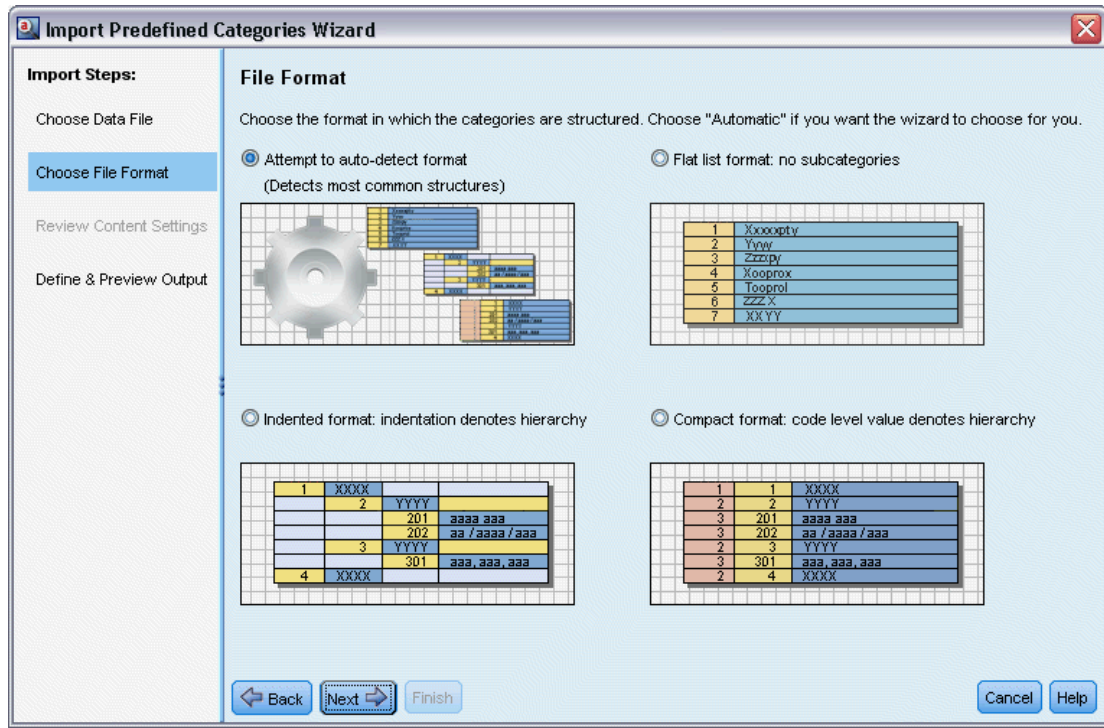 Import Predefined Categories Wizard
Import Steps:
Choose Data File
Choose File Format
Review Content Settings
Define & Preview Output
File Format
Choose the format in which the categories are structured. Choose "Automatic" if you want the wizard to choose for you.
Attempt to auto-detect format
(Detects most common structures)
Flat list format: no subcategories
1 Xxxxxpty
2 Yyyy
3 Zzzxpy
4 Xooprox
5 Tooprol
6 ZZZ X
7 XX YY
Indented format: indentation denotes hierarchy
1 XXXX
2 YYYY
201 aaaa aaa
202 aa / aaaa / aaa
3 YYYY
301 aaa, aaa, aaa
4 XXXX
Compact format: code level value denotes hierarchy
1 1 XXXX
2 2 YYYY
3 201 aaaa aaa
3 202 aa / aaaa / aaa
2 3 YYYY
3 301 aaa, aaa, aaa
2 4 XXXX
Back
Next
Finish
Cancel
Help